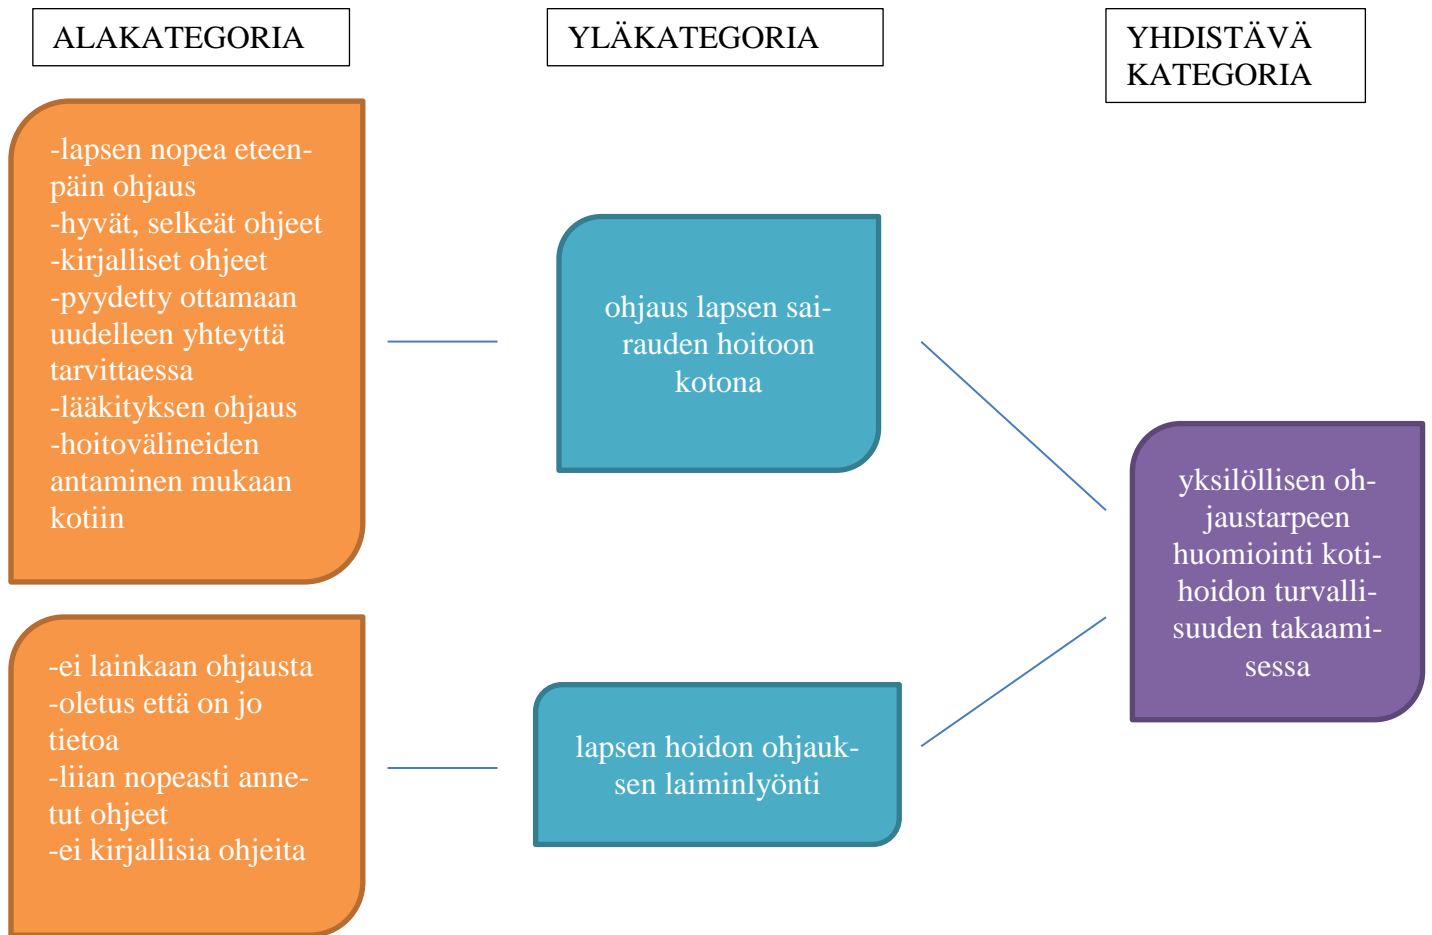 ALAKATEGORIA
YLÄKATEGORIA
YHDISTÄVÄ
KATEGORIA
-lapsen nopea eteen-
päin ohjaus
-hyvät, selkeät ohjeet
-kirjalliset ohjeet
-pyydetty ottamaan
uudelleen yhteyttä
tarvittaessa
-lääkityksen ohjaus
-hoitovälineiden
antaminen mukaan
kotiin
ohjaus lapsen sai-
rauden hoitoon
kotona
yksilöllisen oh-
jaustarpeen
huomiointi koti-
hoidon turvalli-
suuden takaami-
sessa
-ei lainkaan ohjausta
-oletus että on jo
tietoa
-liian nopeasti anne-
tut ohjeet
-ei kirjallisia ohjeita
lapsen hoidon ohjauk-
sen laiminlyönti